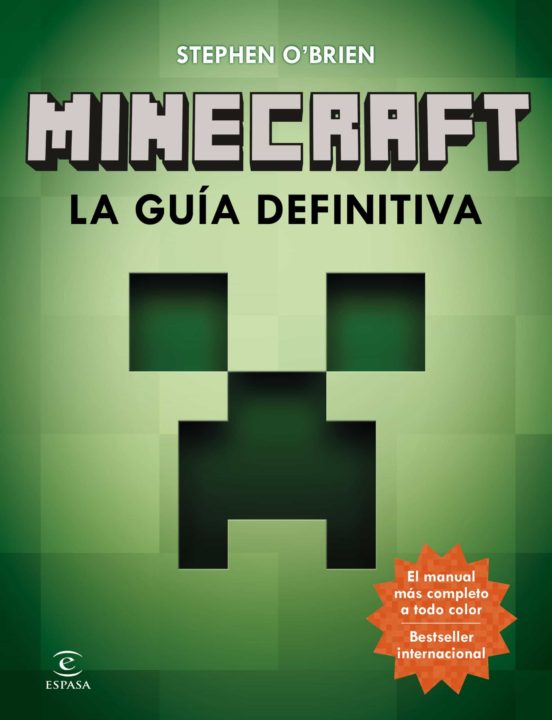 STEPHEN O’BRIEN
MINECRAFT
LA GUÍA DEFINITIVA
El manual
más completo
a todo color
Bestseller
internacional
e
ESPASA